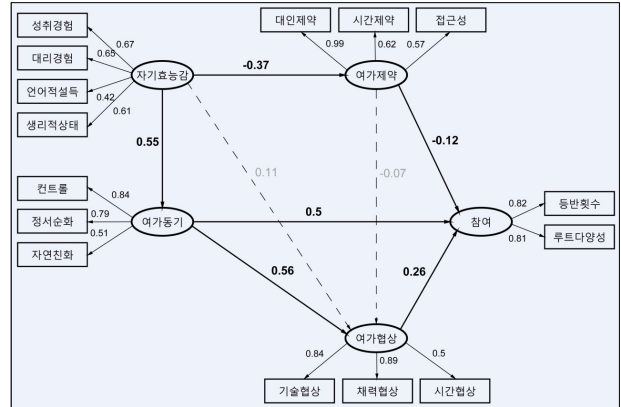 성취경험
대리경험
언어적설득
생리적상태
0.67
0.65
0.42
0.61
자기효능감
대인제약
시간제약
접근성
0.99
0.62
0.57
여가제약
-0.37
0.55
0.11
-0.07
-0.12
컨트롤
정서순화
자연친화
0.84
0.79
0.51
여가동기
0.5
0.56
0.26
참여
0.82
0.81
등반횟수
루트다양성
여가협상
0.84
0.89
0.5
기술협상
채력협상
시간협상